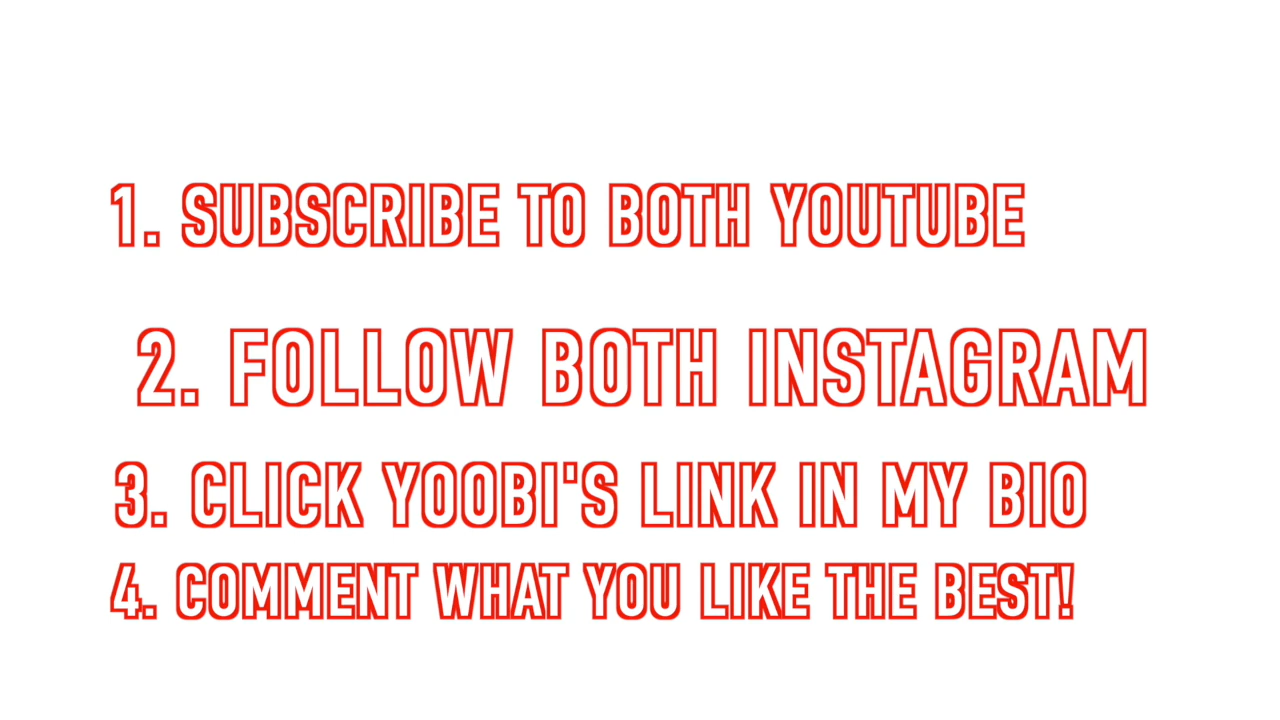 1. SUBSCRIBE TO BOTH YOUTUBE
2. FOLLOW BOTH INSTAGRAM
3. CLICK YOOBI'S LINK IN MY BIO
4. COMMENT WHAT YOU LIKE THE BEST!